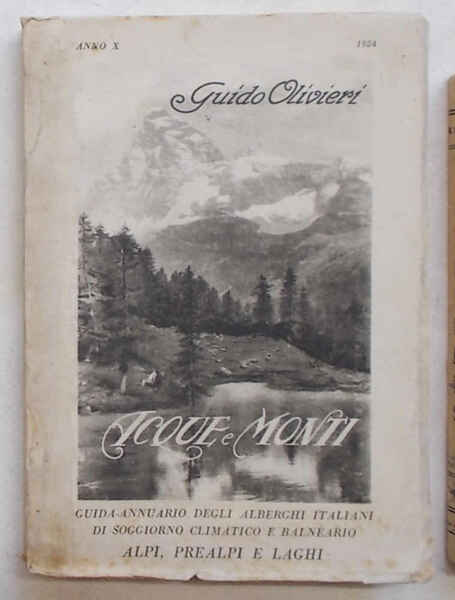 ANNO X 1934
Guido Olivieri
ACQUE e MONTI
GUIDA-ANNUARIO DEGLI ALBERGHI ITALIANI
DI SOGGIORNO CLIMATICO E BALNEARIO
ALPI, PREALPI E LAGHI